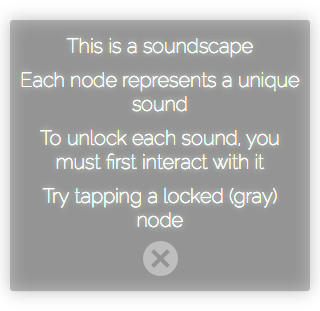 This is a soundscape
Each node represents a unique
sound
To unlock each sound, you
must first interact with it
Try tapping a locked (gray)
node